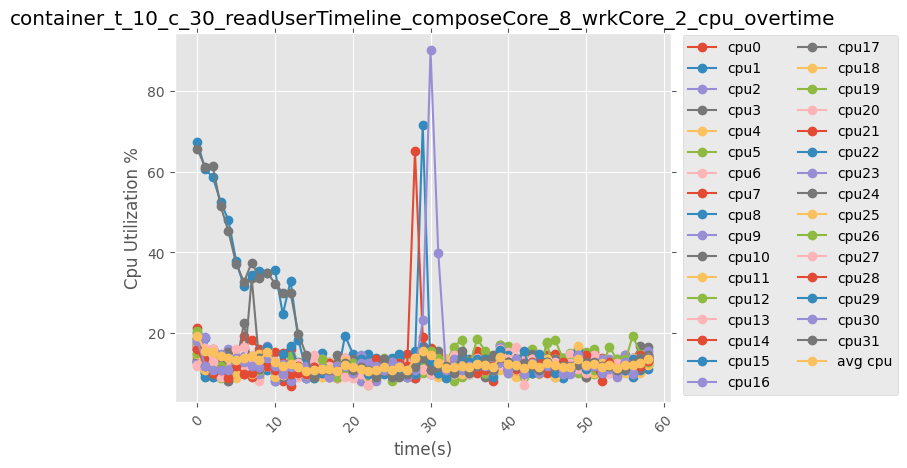 container_t_10_c_30_readUserTimeline_composeCore_8_wrkCore_2_cpu_overtime
Cpu Utilization %
80
60
40
20
0
10
20
30
40
50
60
time(s)
cpu0
cpu1
cpu2
cpu3
cpu4
cpu5
cpu6
cpu7
cpu8
cpu9
cpu10
cpu11
cpu12
cpu13
cpu14
cpu15
cpu16
cpu17
cpu18
cpu19
cpu20
cpu21
cpu22
cpu23
cpu24
cpu25
cpu26
cpu27
cpu28
cpu29
cpu30
cpu31
avg cpu